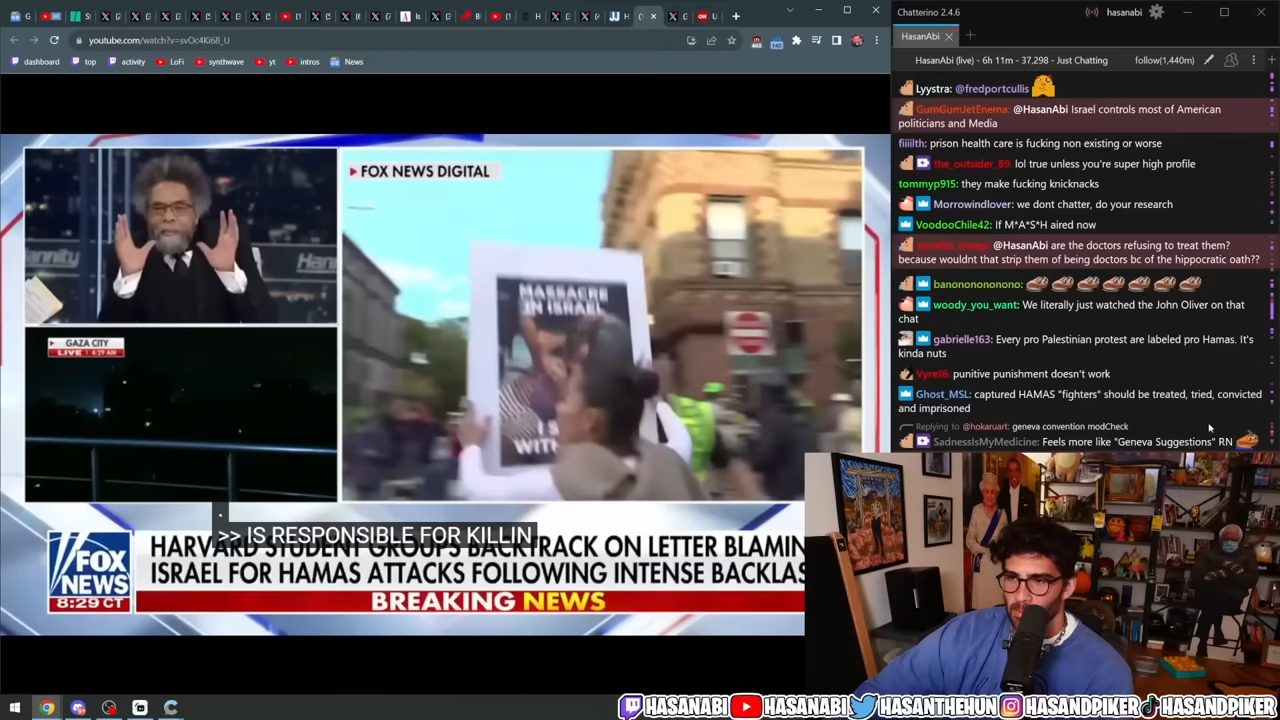 youtube.com/watch?v=svOc4Ki68_U
dashboard
top
activity
LoFi
synthwave
yt
intros
News
FOX NEWS DIGITAL
Hannity
GAZA CITY
LIVE 4:29 AM
MASSACRE
IN ISRAEL
>> IS RESPONSIBLE FOR KILLIN
HARVARD STUDENT GROUPS BACKTRACK ON LETTER BLAMIN
ISRAEL FOR HAMAS ATTACKS FOLLOWING INTENSE BACKLAS
BREAKING NEWS
FOX
NEWS
8:29 CT
Chatterino 2.4.6
hasanabi
HasanAbi
HasanAbi (live) - 6h 11m - 37,298 - Just Chatting
follow(1,440m)
Lyystra: @fredportcullis
GumGumJetEnema: @HasanAbi Israel controls most of American
politicians and Media
fiiiilth: prison health care is fucking non existing or worse
the_outsider_89: lol true unless you're super high profile
tommyp915: they make fucking knicknacks
Morrowindlover: we dont chatter, do your research
VoodooChile42: If M*A*S*H aired now
@HasanAbi are the doctors refusing to treat them?
because wouldnt that strip them of being doctors bc of the hippocratic oath??
banonononono:
woody_you_want: We literally just watched the John Oliver on that
chat
gabrielle163: Every pro Palestinian protest are labeled pro Hamas. It's
kinda nuts
Vyre16: punitive punishment doesn't work
Ghost_MSL: captured HAMAS "fighters" should be treated, tried, convicted
and imprisoned
Replying to @hokaruart: geneva convention modCheck
SadnessIsMyMedicine: Feels more like "Geneva Suggestions" RN
HASANABI
HASANABI
HASANTHEHUN
HASANDPIKER
HASANDPIKER